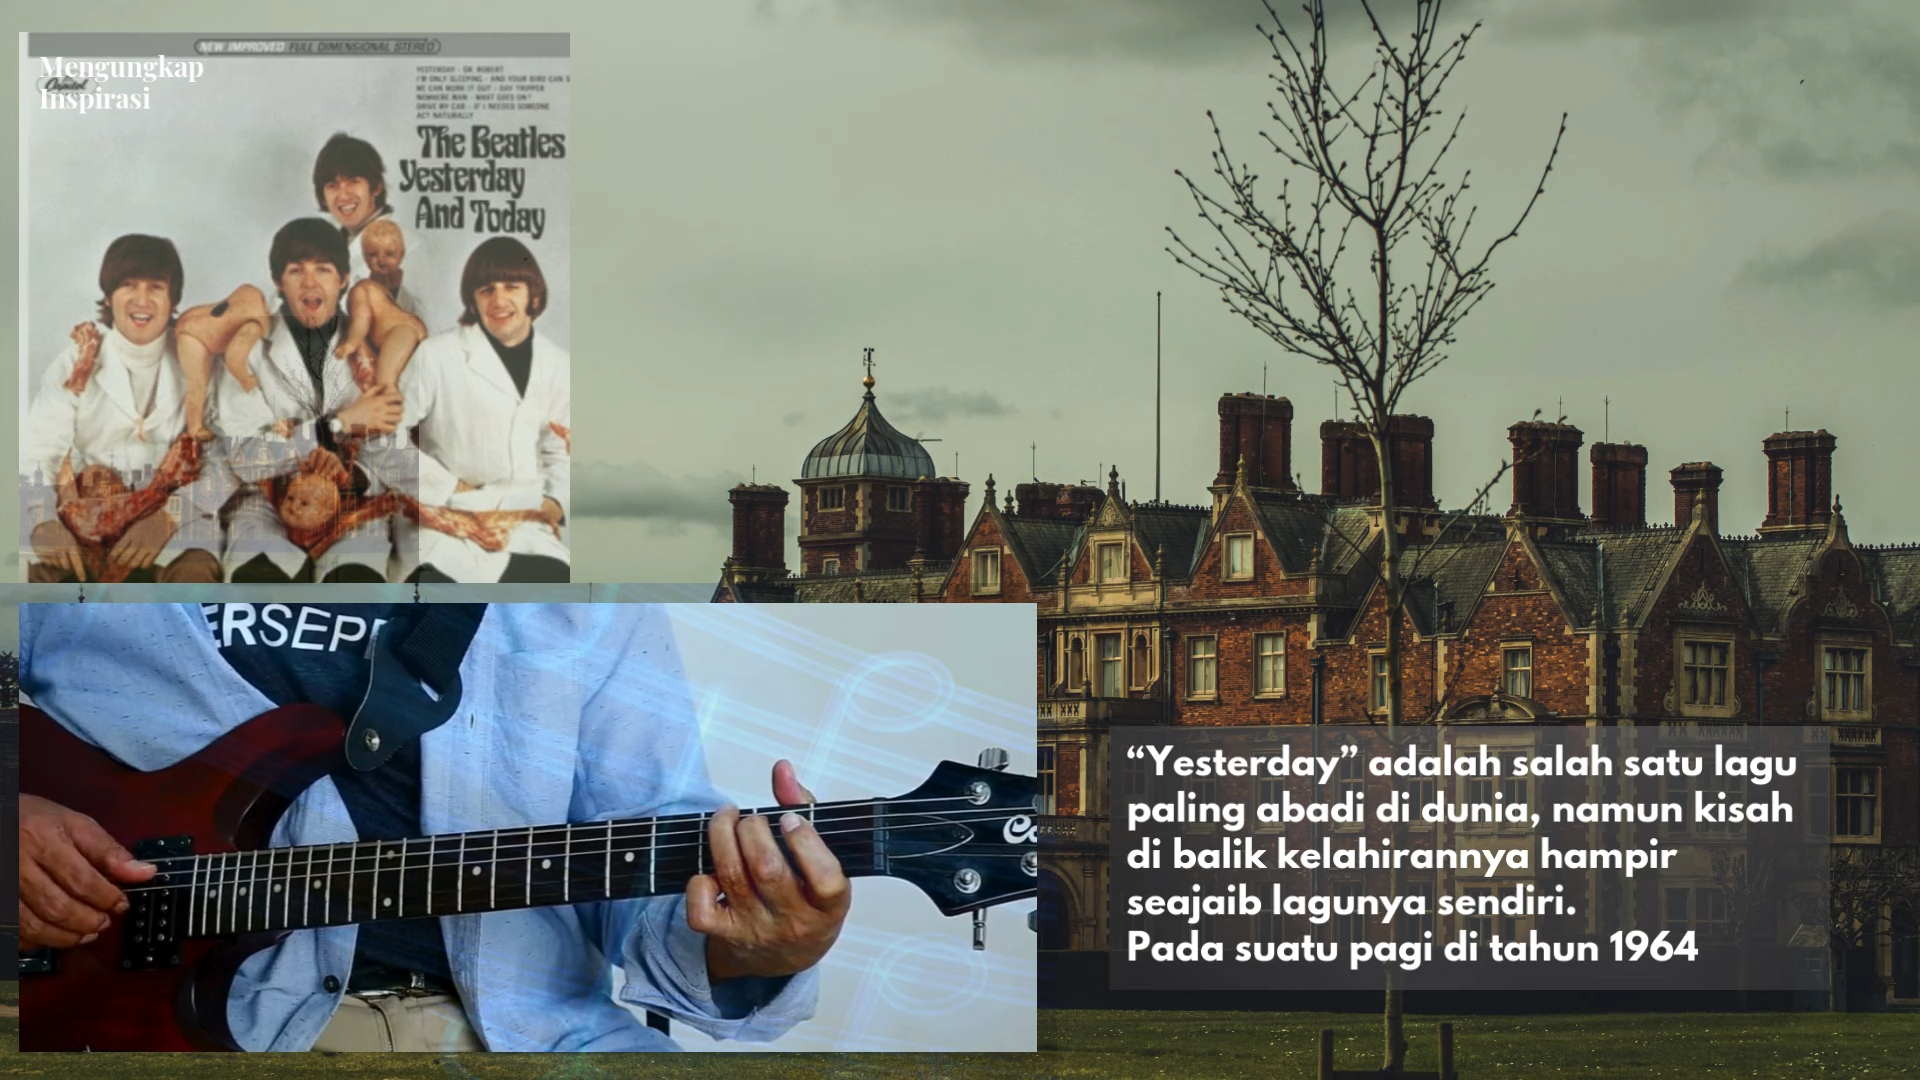 NEW IMPROVED FULL DIMENSIONAL STEREO
Mengungkap
Inspirasi
Capitol
YESTERDAY · DR. ROBERT
I'M ONLY SLEEPING · AND YOUR BIRD CAN S
WE CAN WORK IT OUT · DAY TRIPPER
NOWHERE MAN · WHAT GOES ON?
DRIVE MY CAR · IF I NEEDED SOMEONE
ACT NATURALLY
The Beatles
Yesterday
And Today
ERSEP
Co
“Yesterday” adalah salah satu lagu
paling abadi di dunia, namun kisah
di balik kelahirannya hampir
seajaib lagunya sendiri.
Pada suatu pagi di tahun 1964